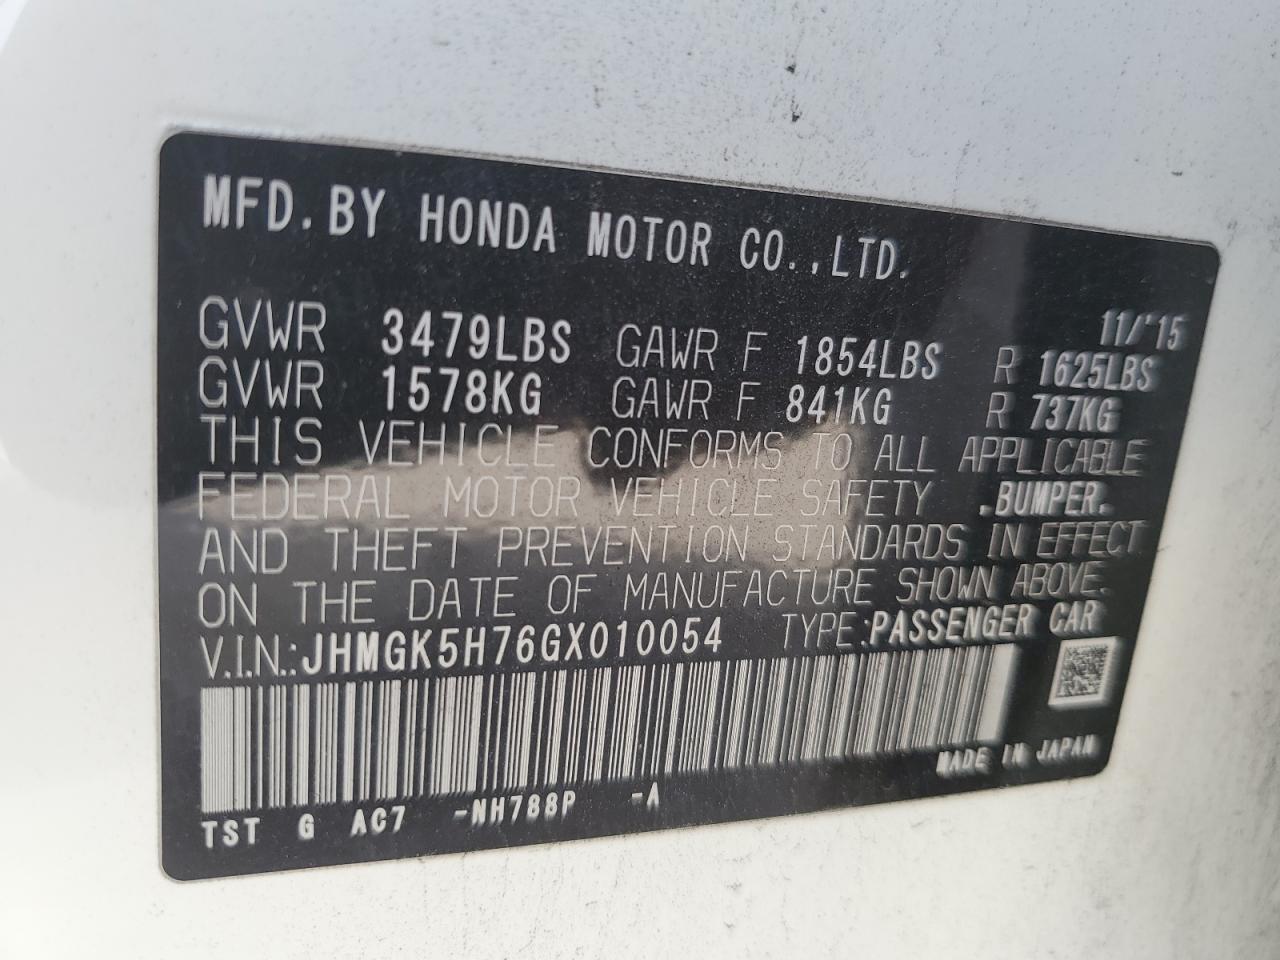 MFD. BY HONDA MOTOR CO., LTD.
11/'15
GVWR 3479LBS GAWR F 1854LBS R 1625LBS
GVWR 1578KG GAWR F 841KG R 737KG
THIS VEHICLE CONFORMS TO ALL APPLICABLE
FEDERAL MOTOR VEHICLE SAFETY .BUMPER.
AND THEFT PREVENTION STANDARDS IN EFFECT
ON THE DATE OF MANUFACTURE SHOWN ABOVE.
V.I.N.:JHMGK5H76GX010054 TYPE:PASSENGER CAR
MADE IN JAPAN
TST G AC7 -NH788P -A